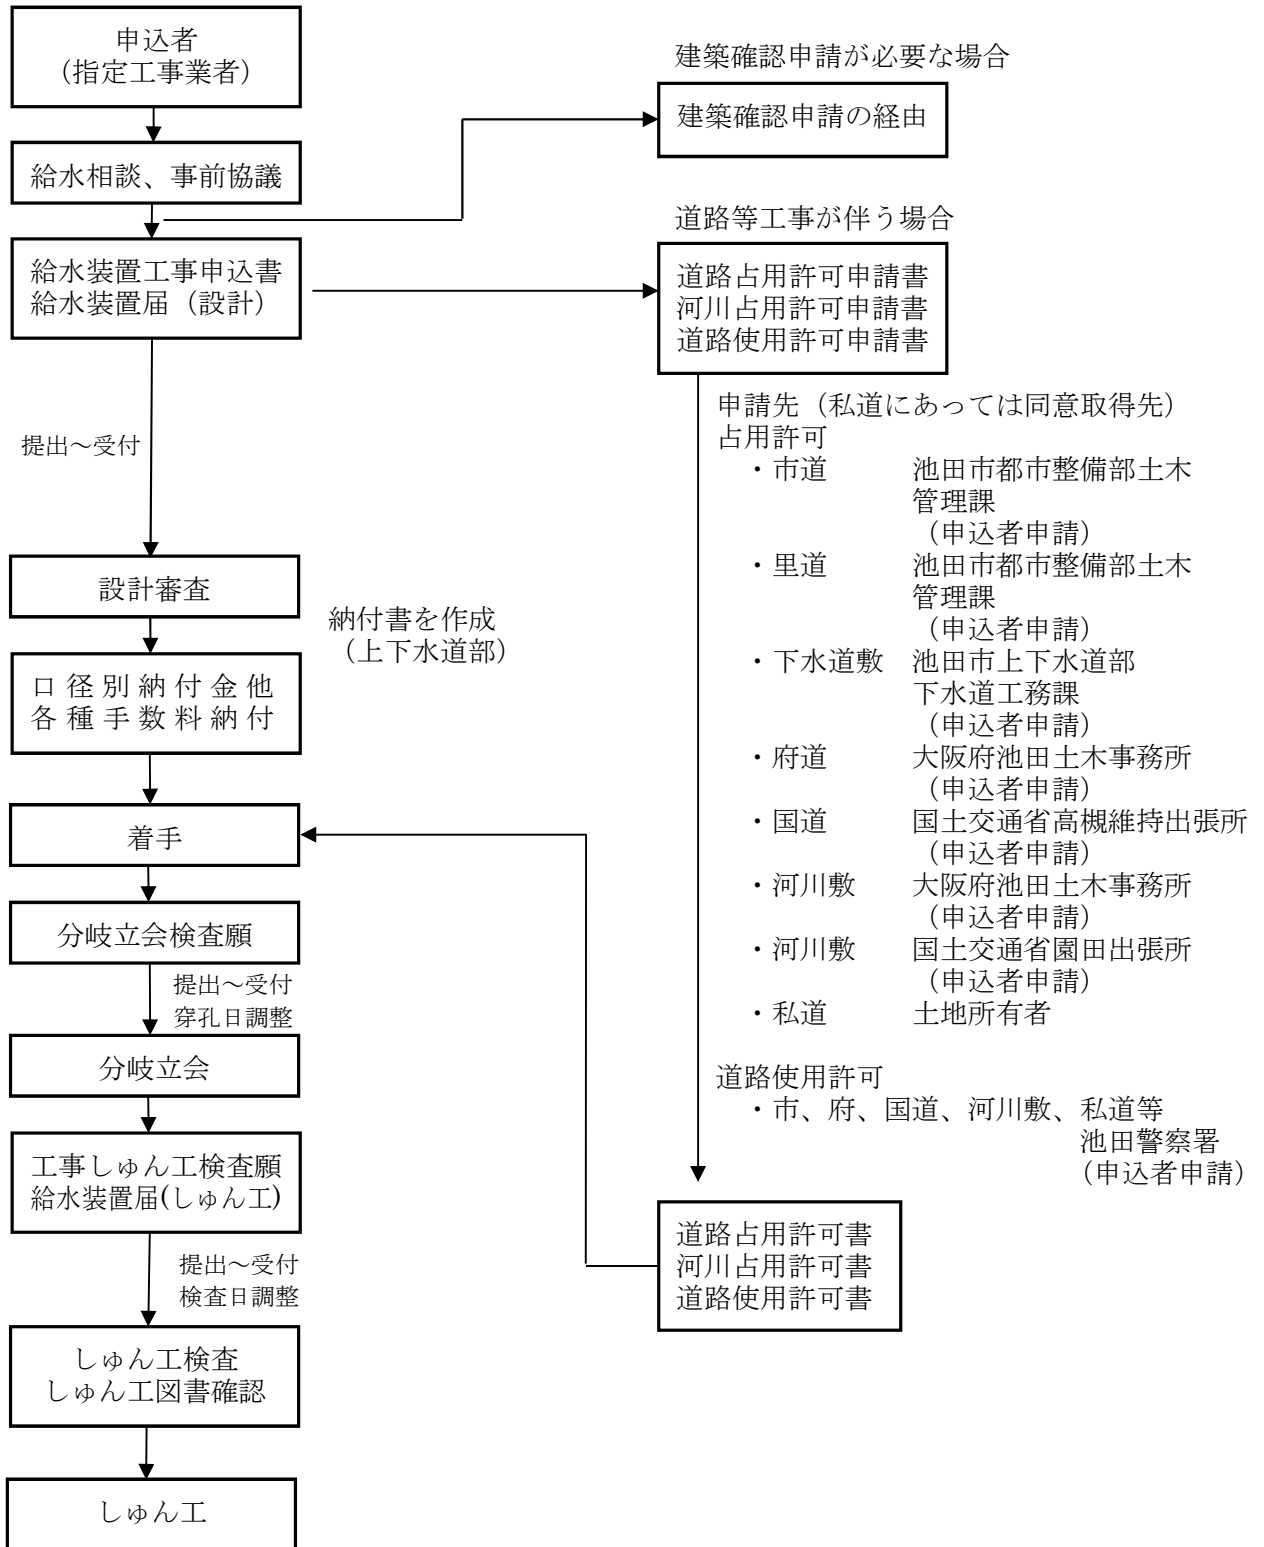 申込者
（指定工事業者）
給水相談、事前協議
給水装置工事申込書
給水装置届（設計）
提出～受付
設計審査
納付書を作成
（上下水道部）
口径別納付金他
各種手数料納付
着手
分岐立会検査願
提出～受付
穿孔日調整
分岐立会
工事しゅん工検査願
給水装置届(しゅん工)
提出～受付
検査日調整
しゅん工検査
しゅん工図書確認
しゅん工
建築確認申請が必要な場合
建築確認申請の経由
道路等工事が伴う場合
道路占用許可申請書
河川占用許可申請書
道路使用許可申請書
申請先（私道にあっては同意取得先）
占用許可
・市道 池田市都市整備部土木
管理課
（申込者申請）
・里道 池田市都市整備部土木
管理課
（申込者申請）
・下水道敷 池田市上下水道部
下水道工務課
（申込者申請）
・府道 大阪府池田土木事務所
（申込者申請）
・国道 国土交通省高槻維持出張所
（申込者申請）
・河川敷 大阪府池田土木事務所
（申込者申請）
・河川敷 国土交通省園田出張所
（申込者申請）
・私道 土地所有者
道路使用許可
・市、府、国道、河川敷、私道等
池田警察署
（申込者申請）
道路占用許可書
河川占用許可書
道路使用許可書